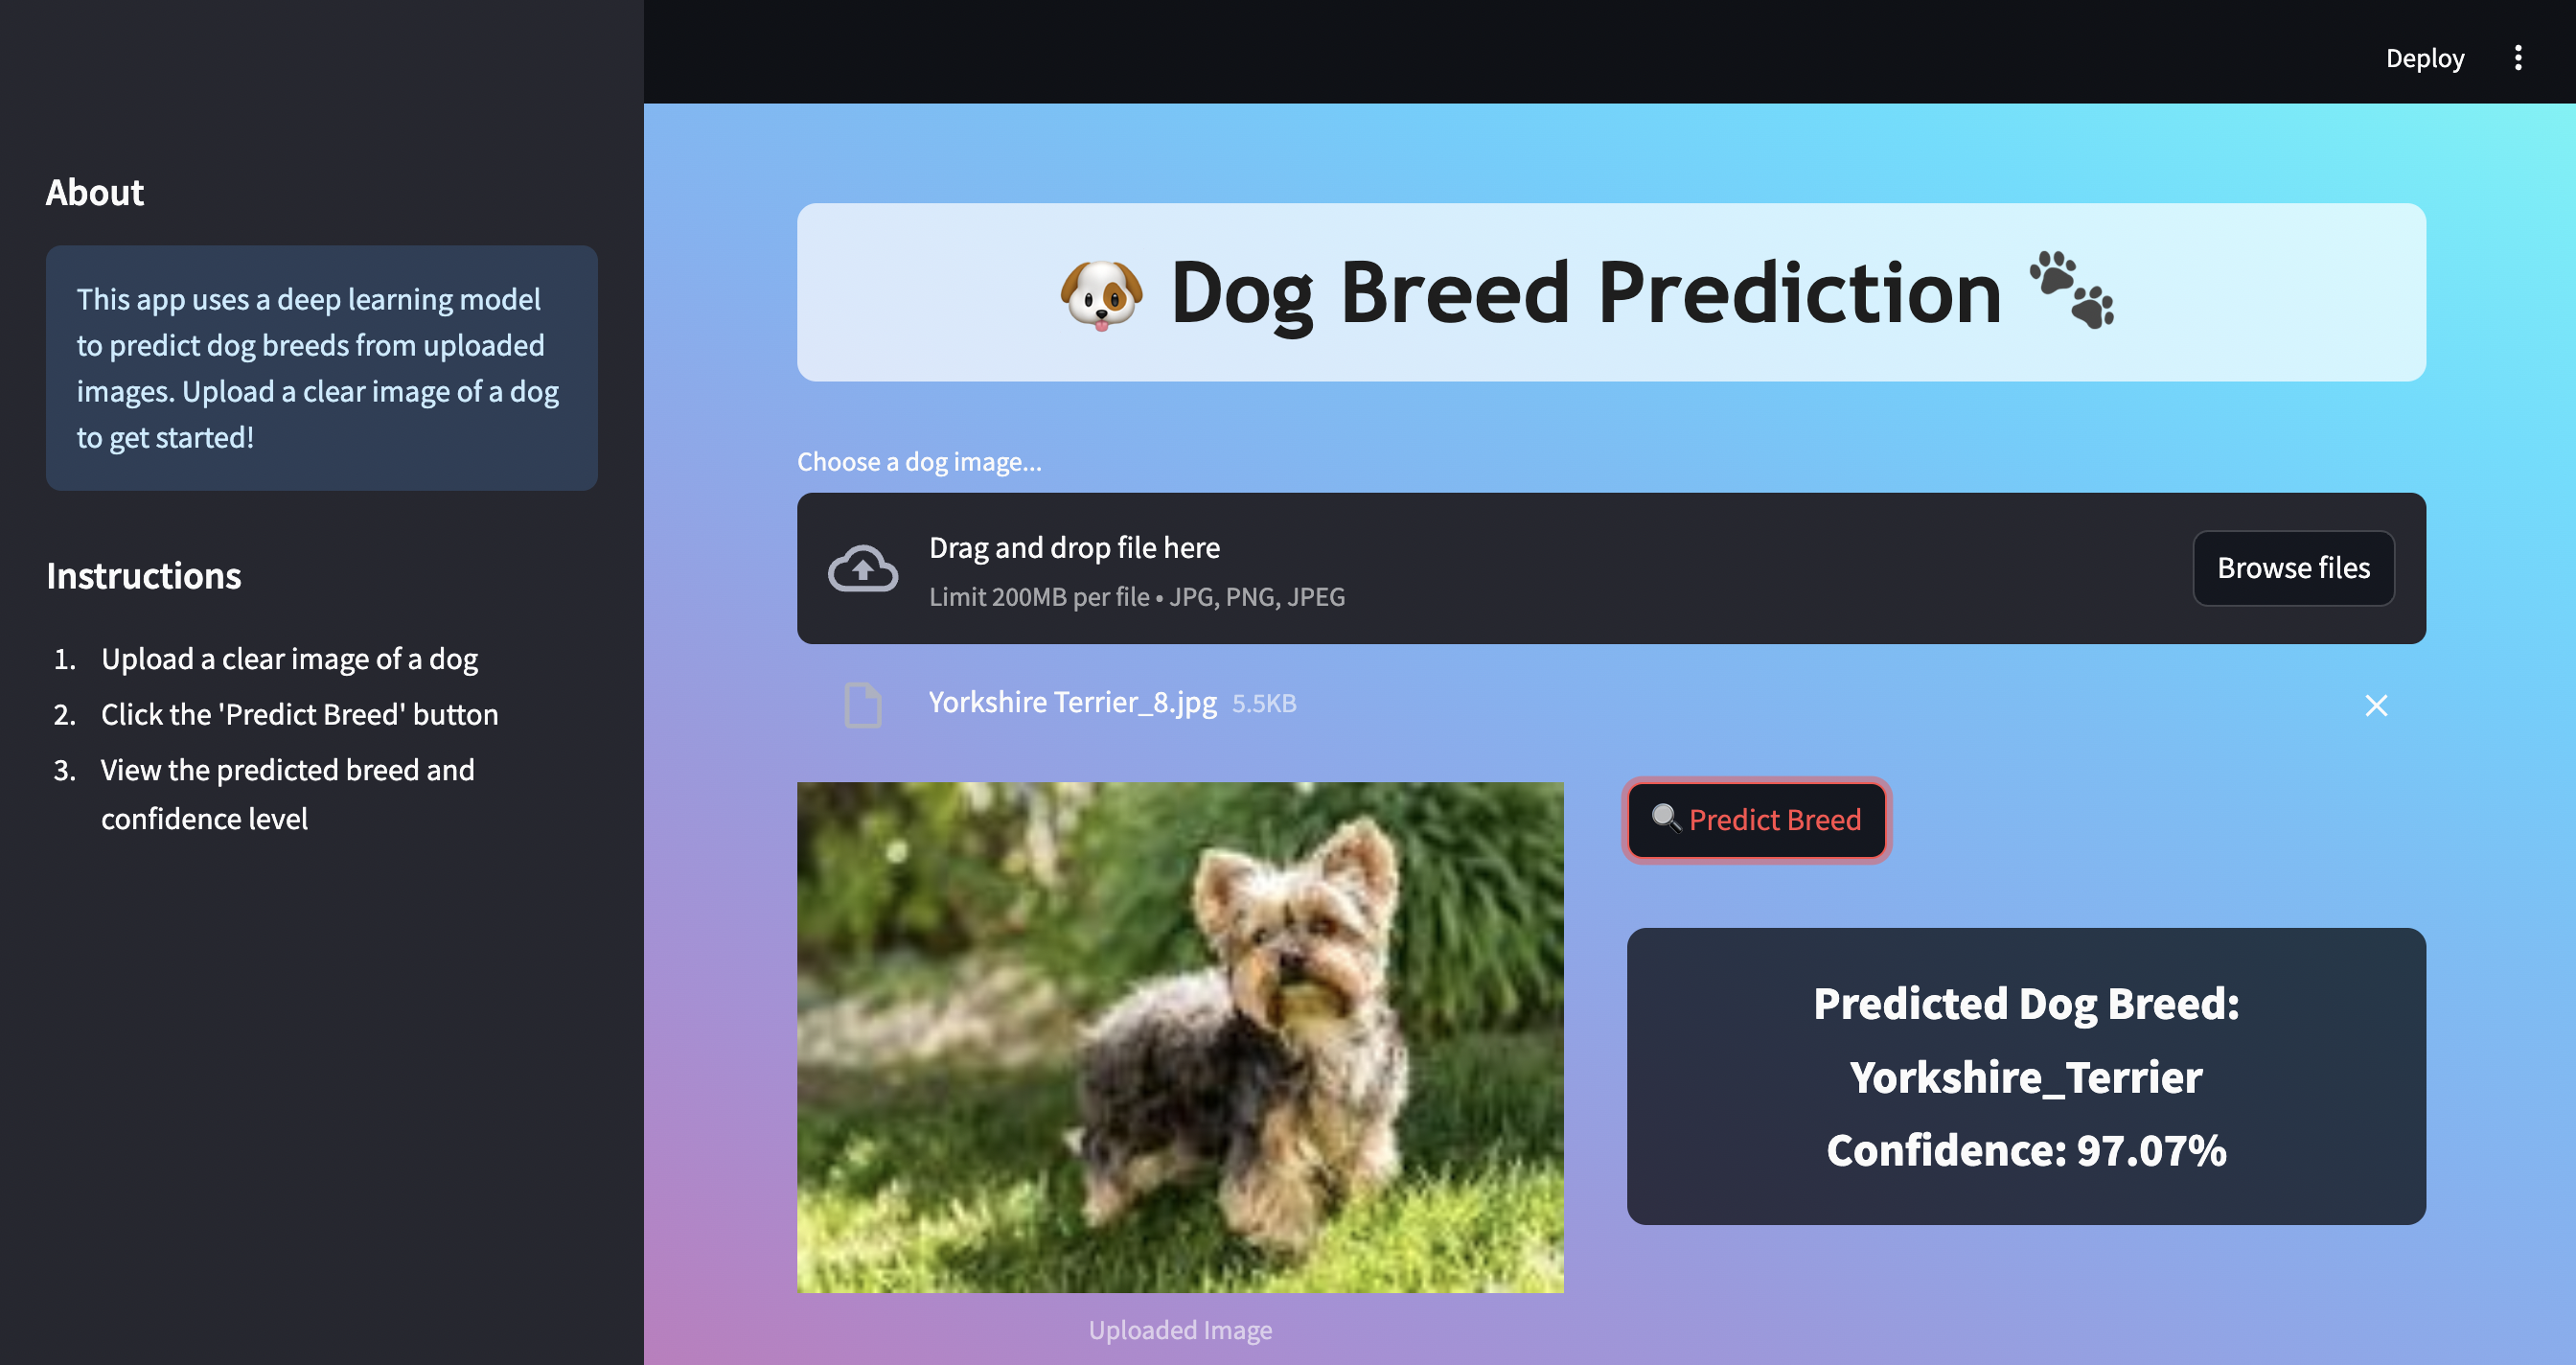 Deploy
About
This app uses a deep learning model
to predict dog breeds from uploaded
images. Upload a clear image of a dog
to get started!
Instructions
1. Upload a clear image of a dog
2. Click the 'Predict Breed' button
3. View the predicted breed and
confidence level
🐶 Dog Breed Prediction 🐾
Choose a dog image...
Drag and drop file here
Limit 200MB per file • JPG, PNG, JPEG
Browse files
Yorkshire Terrier_8.jpg 5.5KB
🔍 Predict Breed
Predicted Dog Breed:
Yorkshire_Terrier
Confidence: 97.07%
Uploaded Image